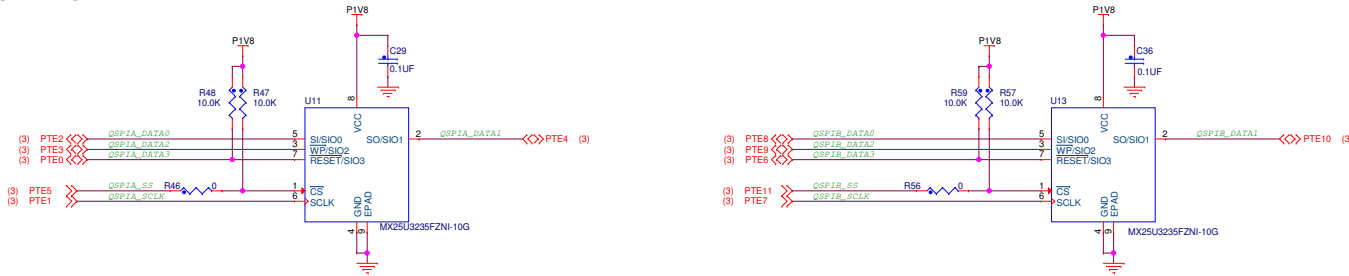 P1V8
P1V8
C29
0.1UF
R48
10.0K
R47
10.0K
U11
8
VCC
(3) PTE2 QSPIA_DATA0 5 SI/SIO0 SO/SIO1 2 QSPIA_DATA1 PTE4 (3)
(3) PTE3 QSPIA_DATA2 3 WP/SIO2
(3) PTE0 QSPIA_DATA3 7 RESET/SIO3
(3) PTE5 QSPIA_SS R46 0 1 CS
(3) PTE1 QSPIA_SCLK 6 SCLK
GND
EPAD
4
9
MX25U3235FZNI-10G
P1V8
P1V8
C36
0.1UF
R59
10.0K
R57
10.0K
U13
8
VCC
(3) PTE8 QSPIB_DATA0 5 SI/SIO0 SO/SIO1 2 QSPIB_DATA1 PTE10 (3
(3) PTE9 QSPIB_DATA2 3 WP/SIO2
(3) PTE6 QSPIB_DATA3 7 RESET/SIO3
(3) PTE11 QSPIB_SS R56 0 1 CS
(3) PTE7 QSPIB_SCLK 6 SCLK
GND
EPAD
4
9
MX25U3235FZNI-10G